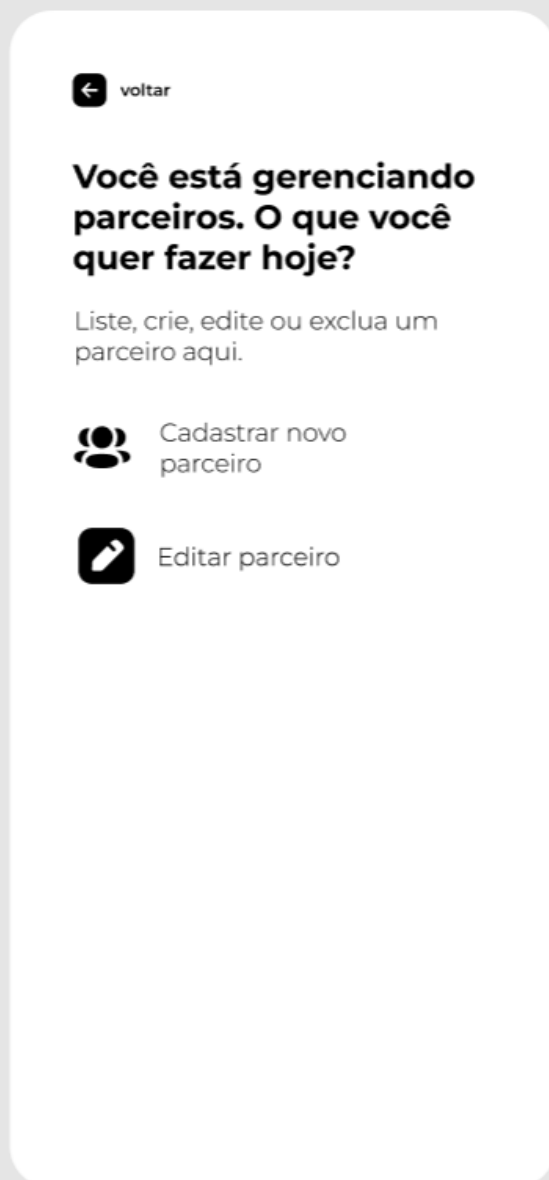 voltar
Você está gerenciando
parceiros. O que você
quer fazer hoje?
Liste, crie, edite ou exclua um
parceiro aqui.
Cadastrar novo
parceiro
Editar parceiro